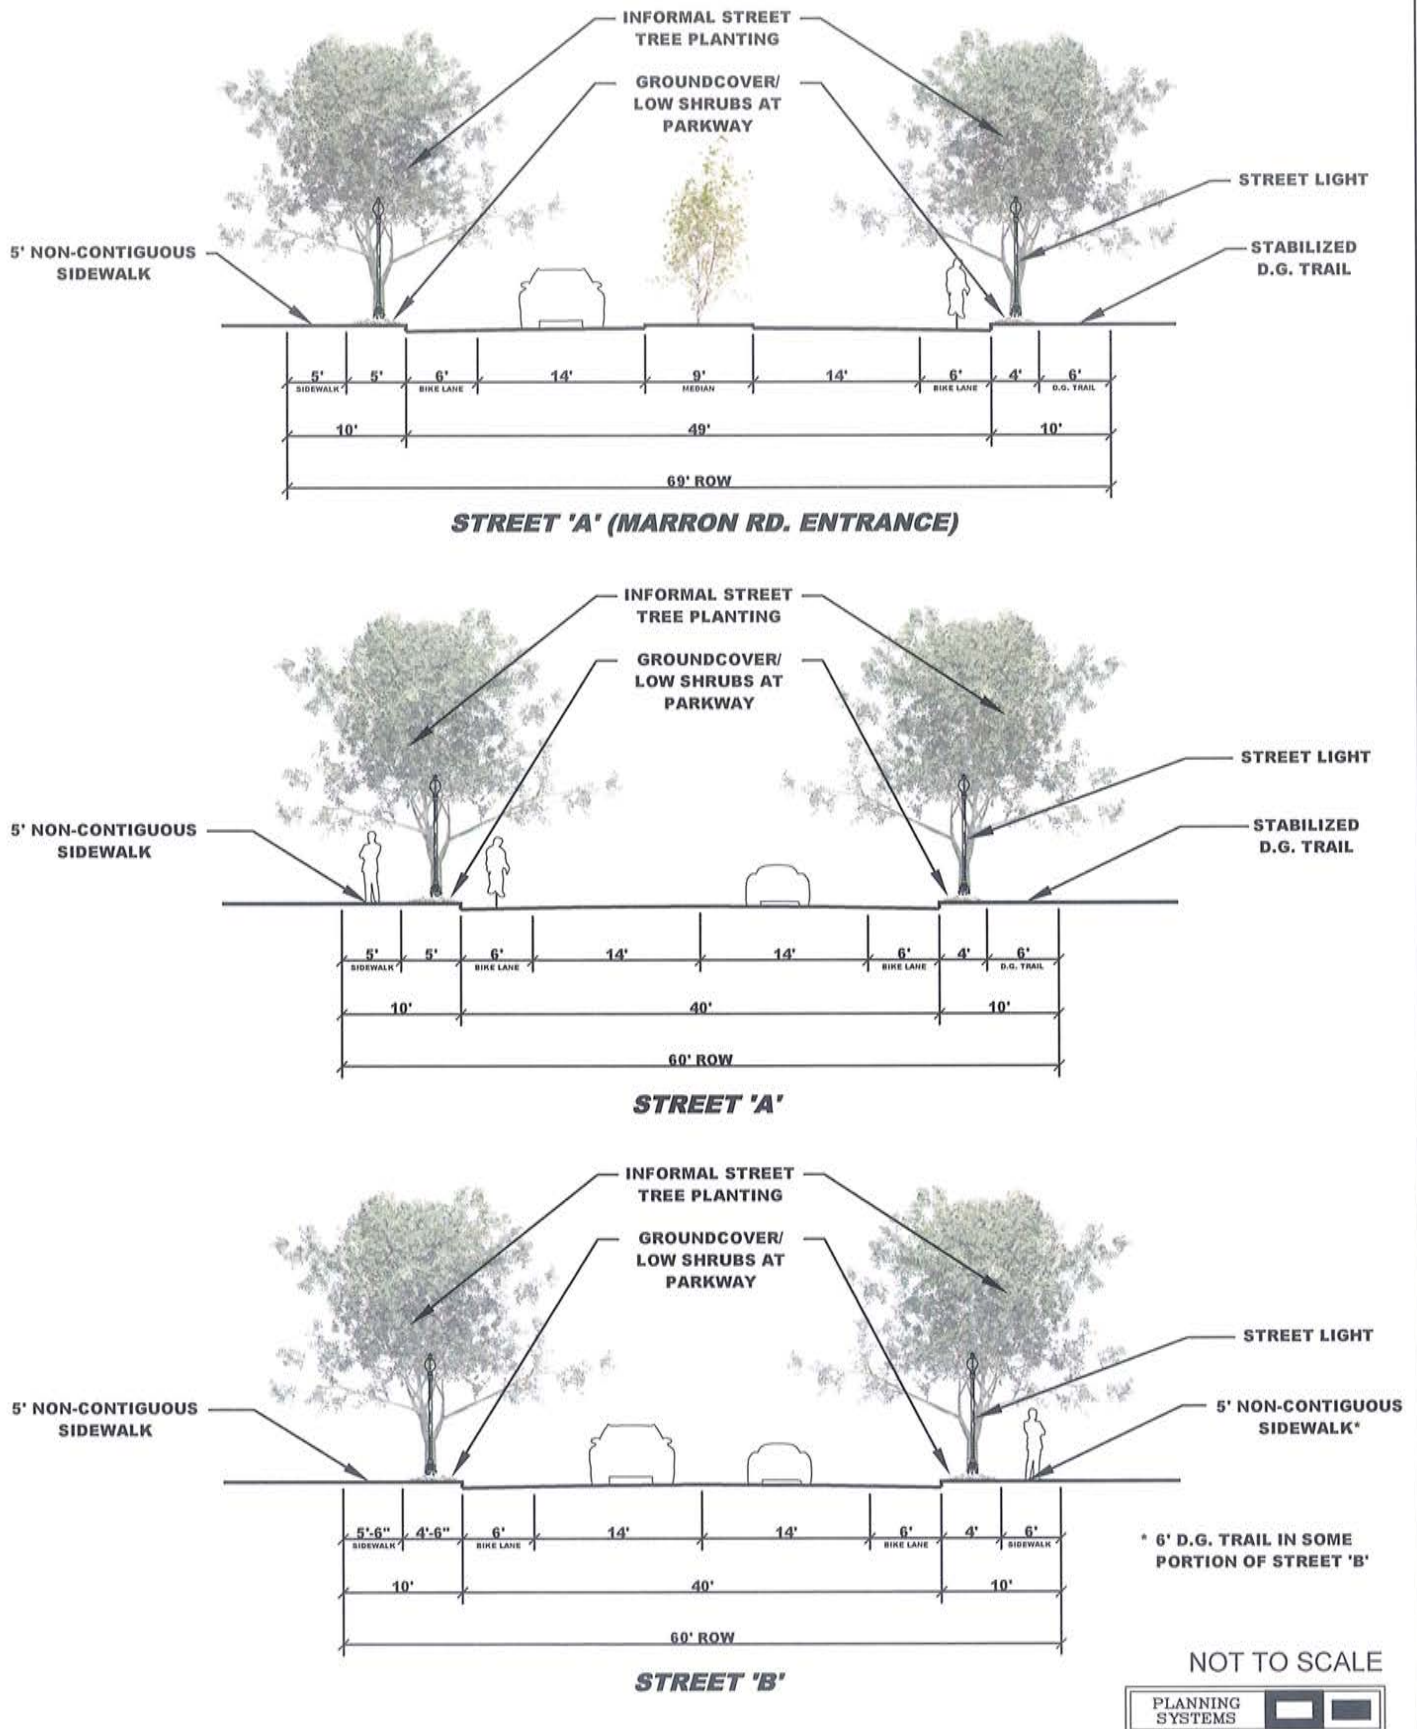 INFORMAL STREET
TREE PLANTING
GROUNDCOVER/
LOW SHRUBS AT
PARKWAY
STREET LIGHT
5' NON-CONTIGUOUS
SIDEWALK
STABILIZED
D.G. TRAIL
5' 5' 6' 14' 9' 14' 6' 4' 6'
SIDEWALK BIKE LANE MEDIAN BIKE LANE D.G. TRAIL
10' 49' 10'
69' ROW
STREET 'A' (MARRON RD. ENTRANCE)
INFORMAL STREET
TREE PLANTING
GROUNDCOVER/
LOW SHRUBS AT
PARKWAY
STREET LIGHT
5' NON-CONTIGUOUS
SIDEWALK
STABILIZED
D.G. TRAIL
5' 5' 6' 14' 14' 6' 4' 6'
SIDEWALK BIKE LANE BIKE LANE D.G. TRAIL
10' 40' 10'
60' ROW
STREET 'A'
INFORMAL STREET
TREE PLANTING
GROUNDCOVER/
LOW SHRUBS AT
PARKWAY
STREET LIGHT
5' NON-CONTIGUOUS
SIDEWALK
5' NON-CONTIGUOUS
SIDEWALK*
5'-6" 4'-6" 6' 14' 14' 6' 4' 6'
SIDEWALK BIKE LANE BIKE LANE SIDEWALK
* 6' D.G. TRAIL IN SOME
PORTION OF STREET 'B'
10' 40' 10'
60' ROW
STREET 'B'
NOT TO SCALE
PLANNING
SYSTEMS